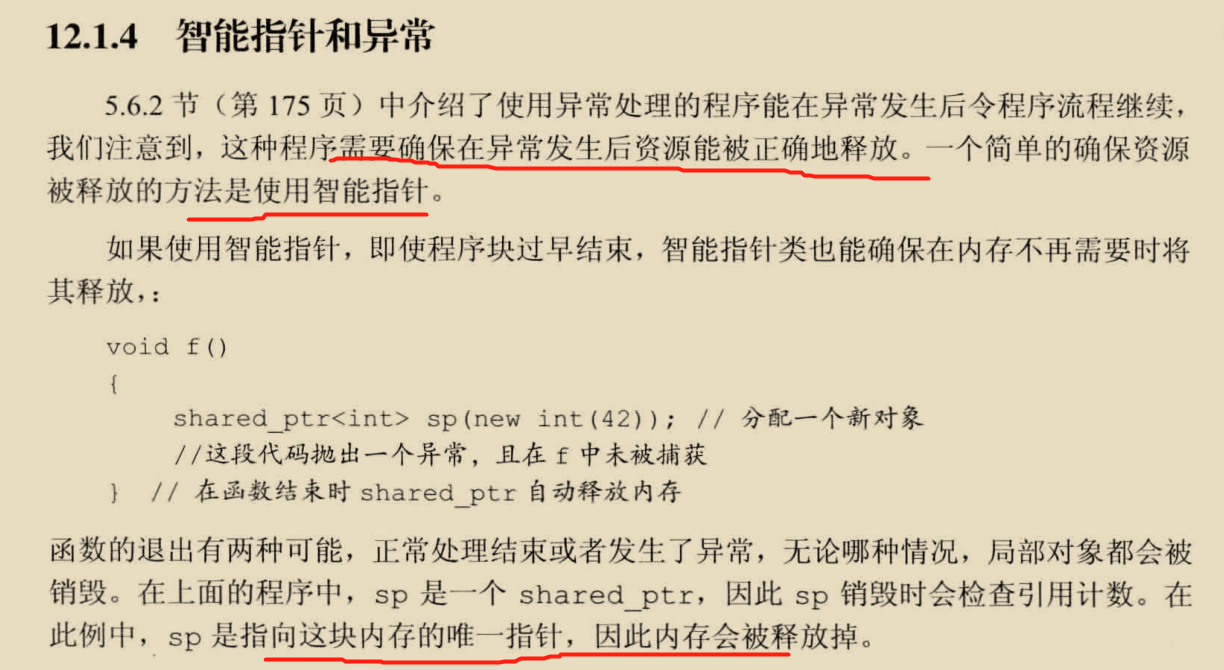 12.1.4 智能指针和异常
5.6.2 节（第 175 页）中介绍了使用异常处理的程序能在异常发生后令程序流程继续，
我们注意到，这种程序需要确保在异常发生后资源能被正确地释放。一个简单的确保资源
被释放的方法是使用智能指针。
如果使用智能指针，即使程序块过早结束，智能指针类也能确保在内存不再需要时将
其释放，：
void f()
{
shared_ptr<int> sp(new int(42)); // 分配一个新对象
//这段代码抛出一个异常，且在 f 中未被捕获
} // 在函数结束时 shared_ptr 自动释放内存
函数的退出有两种可能，正常处理结束或者发生了异常，无论哪种情况，局部对象都会被
销毁。在上面的程序中，sp 是一个 shared_ptr，因此 sp 销毁时会检查引用计数。在
此例中，sp 是指向这块内存的唯一指针，因此内存会被释放掉。